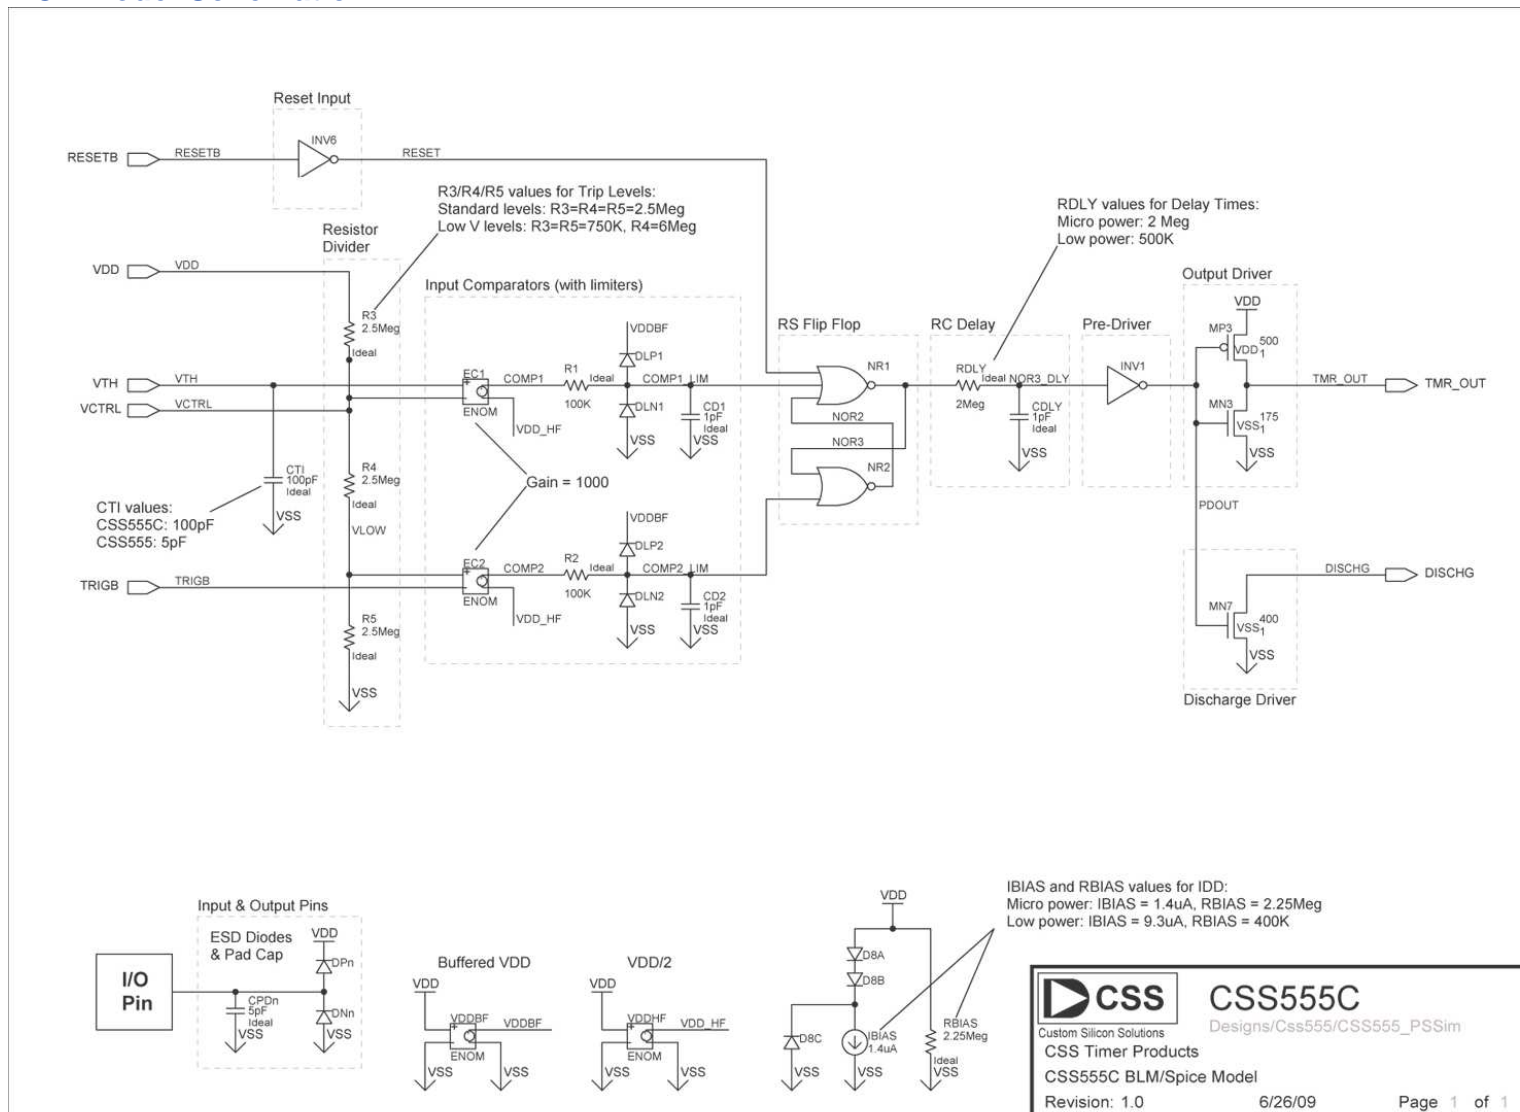 Reset Input
INV6
RESETB
RESETB
RESET
R3/R4/R5 values for Trip Levels:
Standard levels: R3=R4=R5=2.5Meg
Low V levels: R3=R5=750K, R4=6Meg
RDLY values for Delay Times:
Micro power: 2 Meg
Low power: 500K
Resistor
Divider
VDD
VDD
Input Comparators (with limiters)
Output Driver
VDD
R3
2.5Meg
Ideal
VDDBF
DLP1
RS Flip Flop
RC Delay
Pre-Driver
MP3
500
VDD
1
VTH
VTH
EC1
COMP1
R1
Ideal
100K
COMP1_LIM
NR1
RDLY
Ideal
2Meg
NOR3_DLY
INV1
TMR_OUT
TMR_OUT
VCTRL
VCTRL
ENOM
VDD_HF
DLN1
VSS
CD1
1pF
Ideal
VSS
NOR2
NOR3
NR2
CDLY
1pF
Ideal
VSS
MN3
175
VSS
1
VSS
CTI
100pF
Ideal
VSS
R4
2.5Meg
Ideal
VLOW
Gain = 1000
PDOUT
CTI values:
CSS555C: 100pF
CSS555: 5pF
VDDBF
DLP2
TRIGB
TRIGB
EC2
COMP2
R2
Ideal
100K
COMP2_LIM
ENOM
VDD_HF
DLN2
VSS
CD2
1pF
Ideal
VSS
DISCHG
DISCHG
MN7
400
VSS
1
VSS
R5
2.5Meg
Ideal
VSS
Discharge Driver
Input & Output Pins
ESD Diodes
& Pad Cap
VDD
DPn
I/O
Pin
CPDn
5pF
Ideal
VSS
DNn
VSS
Buffered VDD
VDD
VDDBF
VDDBF
ENOM
VSS
VSS
VDD/2
VDD
VDDHF
VDD_HF
ENOM
VSS
VSS
VDD
D8A
D8B
D8C
VSS
IBIAS
1.4uA
VSS
RBIAS
2.25Meg
Ideal
VSS
IBIAS and RBIAS values for IDD:
Micro power: IBIAS = 1.4uA, RBIAS = 2.25Meg
Low power: IBIAS = 9.3uA, RBIAS = 400K
CSS
Custom Silicon Solutions
CSS555C
Designs/Css555/CSS555_PSSim
CSS Timer Products
CSS555C BLM/Spice Model
Revision: 1.0 6/26/09 Page 1 of 1